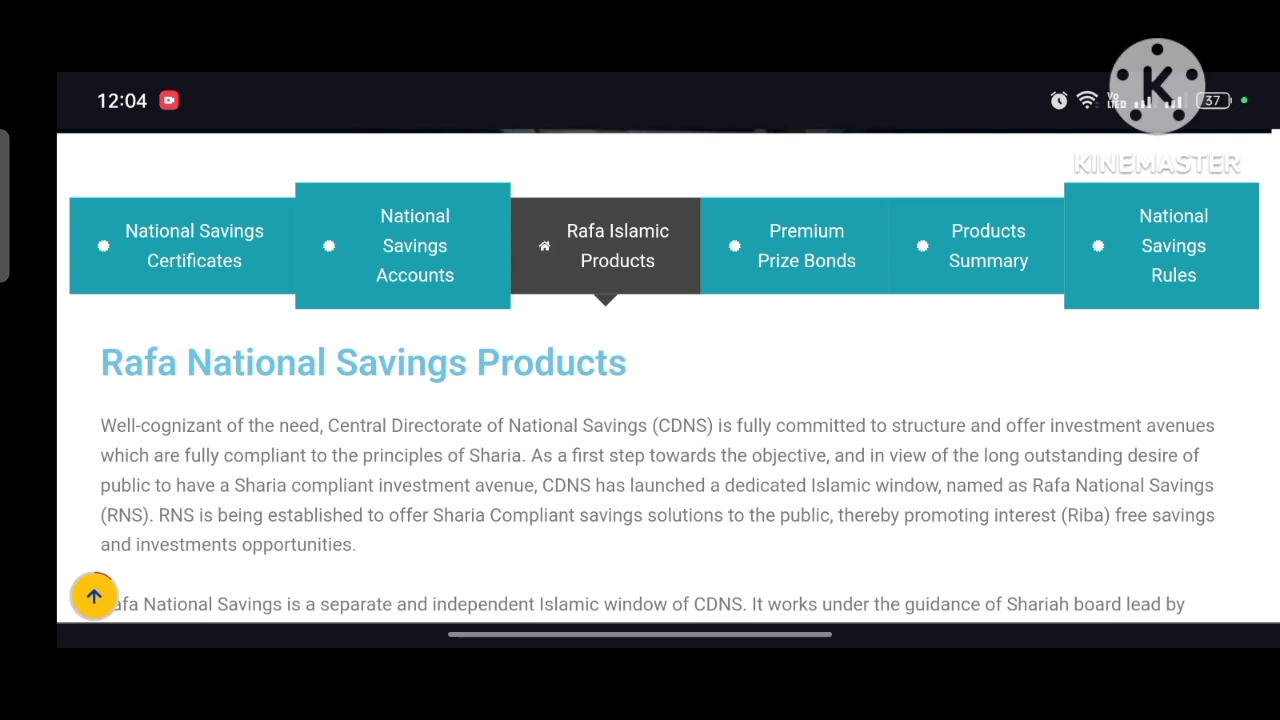 12:04
Vo
37
K
KINEMASTER
National Savings
Certificates
National
Savings
Accounts
Rafa Islamic
Products
Premium
Prize Bonds
Products
Summary
National
Savings
Rules
Rafa National Savings Products
Well-cognizant of the need, Central Directorate of National Savings (CDNS) is fully committed to structure and offer investment avenues
which are fully compliant to the principles of Sharia. As a first step towards the objective, and in view of the long outstanding desire of
public to have a Sharia compliant investment avenue, CDNS has launched a dedicated Islamic window, named as Rafa National Savings
(RNS). RNS is being established to offer Sharia Compliant savings solutions to the public, thereby promoting interest (Riba) free savings
and investments opportunities.
afa National Savings is a separate and independent Islamic window of CDNS. It works under the guidance of Shariah board lead by